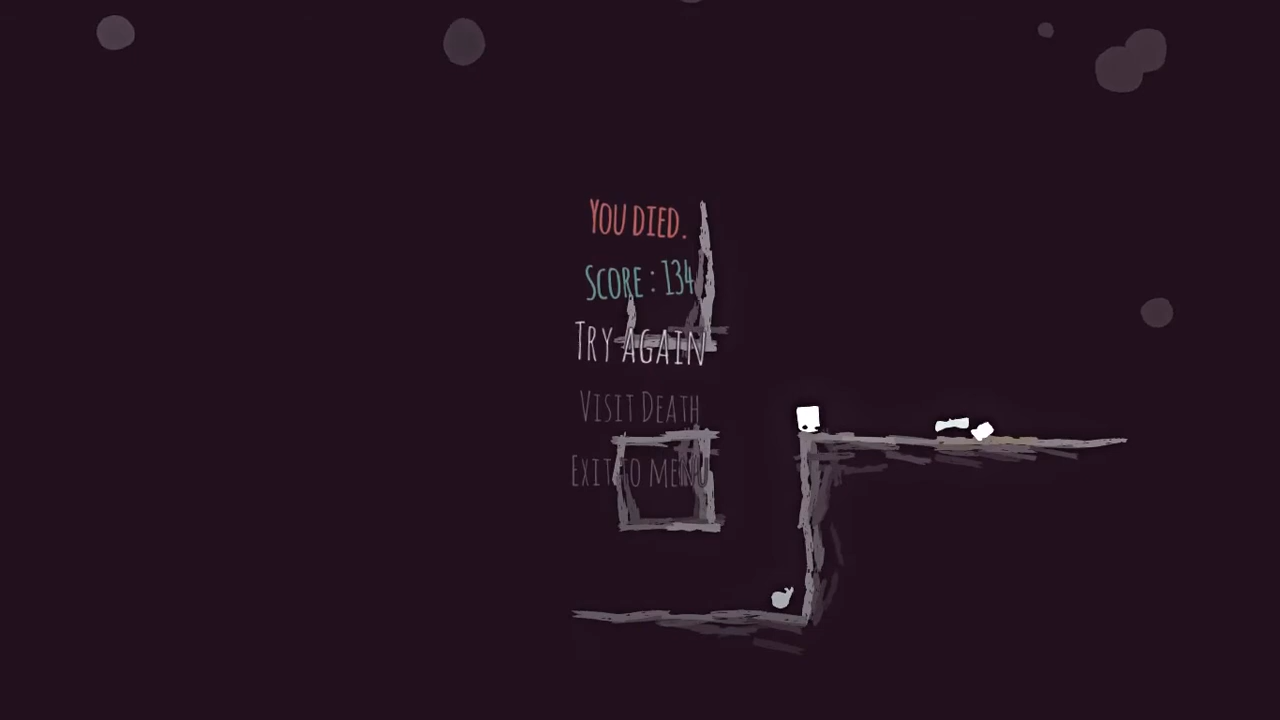 You died.
Score : 134
Try again
Visit Death
Exit to menu